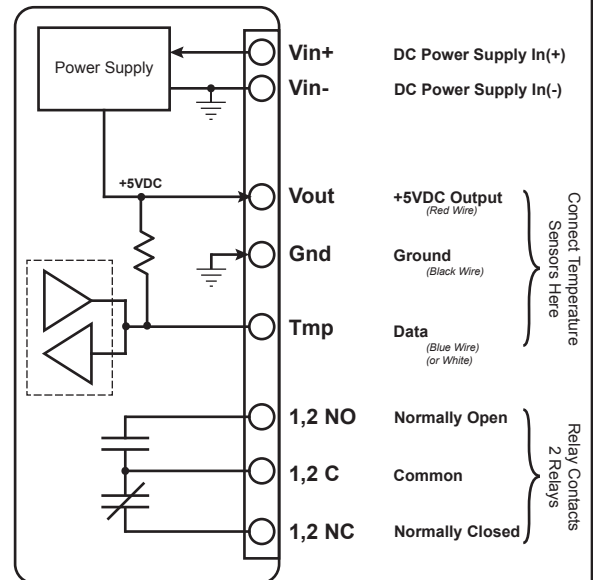 Power Supply
Vin+ DC Power Supply In(+)
Vin- DC Power Supply In(-)
+5VDC
Vout +5VDC Output
(Red Wire)
Gnd Ground
(Black Wire)
Tmp Data
(Blue Wire)
(or White)
Connect Temperature
Sensors Here
1,2 NO Normally Open
1,2 C Common
1,2 NC Normally Closed
Relay Contacts
2 Relays